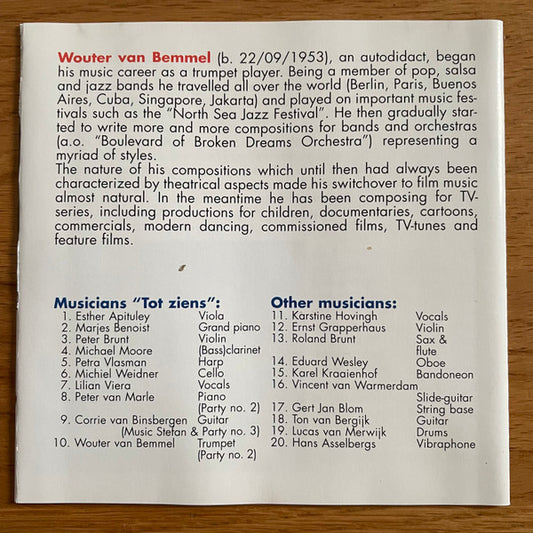 Wouter van Bemmel (b. 22/09/1953), an autodidact, began
his music career as a trumpet player. Being a member of pop, salsa
and jazz bands he travelled all over the world (Berlin, Paris, Buenos
Aires, Cuba, Singapore, Jakarta) and played on important music fes-
tivals such as the "North Sea Jazz Festival". He then gradually star-
ted to write more and more compositions for bands and orchestras
(a.o. "Boulevard of Broken Dreams Orchestra") representing a
myriad of styles.
The nature of his compositions which until then had always been
characterized by theatrical aspects made his switchover to film music
almost natural. In the meantime he has been composing for TV-
series, including productions for children, documentaries, cartoons,
commercials, modern dancing, commissioned films, TV-tunes and
feature films.
Musicians "Tot ziens":
1. Esther Apituley Viola
2. Marjes Benoist Grand piano
3. Peter Brunt Violin
4. Michael Moore (Bass)clarinet
5. Petra Vlasman Harp
6. Michiel Weidner Cello
7. Lilian Viera Vocals
8. Peter van Marle Piano
(Party no. 2)
9. Corrie van Binsbergen Guitar
(Music Stefan & Party no. 3)
10. Wouter van Bemmel Trumpet
(Party no. 2)
Other musicians:
11. Karstine Hovingh Vocals
12. Ernst Grapperhaus Violin
13. Roland Brunt Sax &
flute
14. Eduard Wesley Oboe
15. Karel Kraaienhof Bandoneon
16. Vincent van Warmerdam
Slide-guitar
17. Gert Jan Blom String base
18. Ton van Bergijk Guitar
19. Lucas van Merwijk Drums
20. Hans Asselbergs Vibraphone